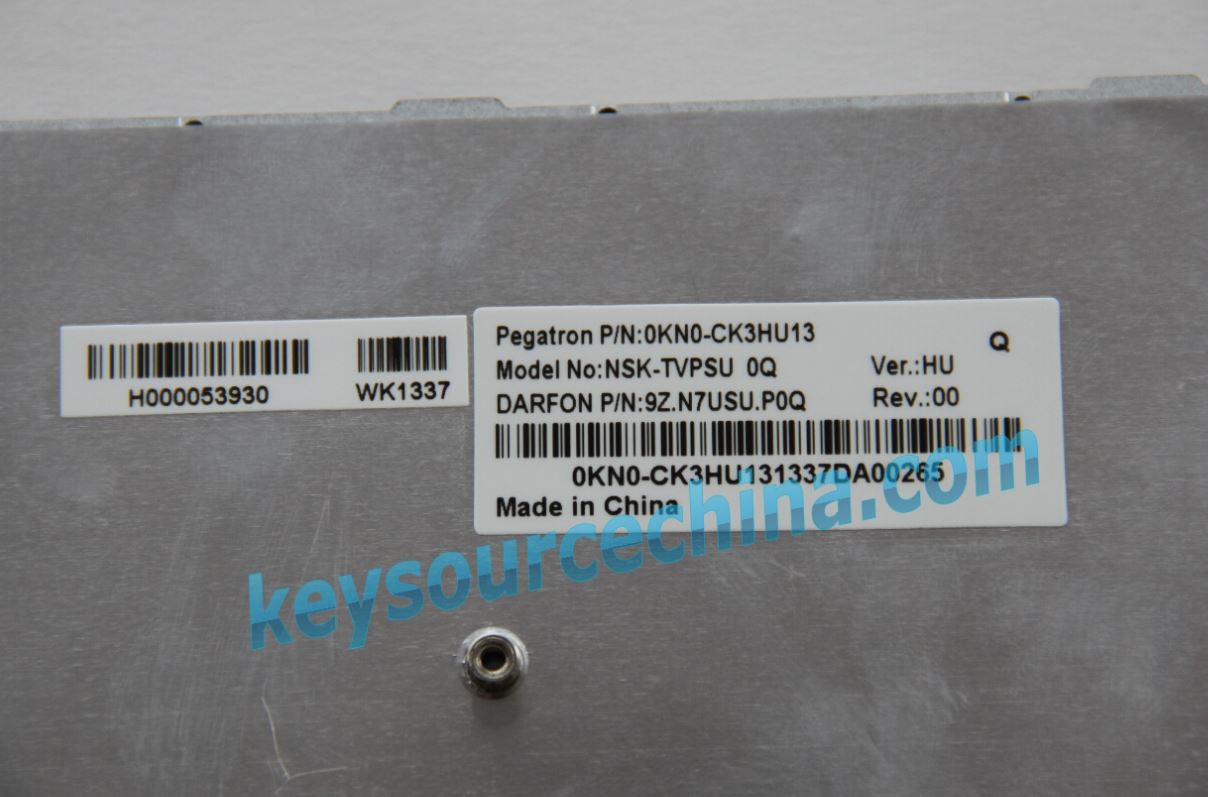 H000053930
WK1337
Pegatron P/N:0KN0-CK3HU13
Q
Model No:NSK-TVPSU 0Q Ver.:HU
DARFON P/N:9Z.N7USU.P0Q Rev.:00
0KN0-CK3HU131337DA00265
Made in China
keysourcechina.com